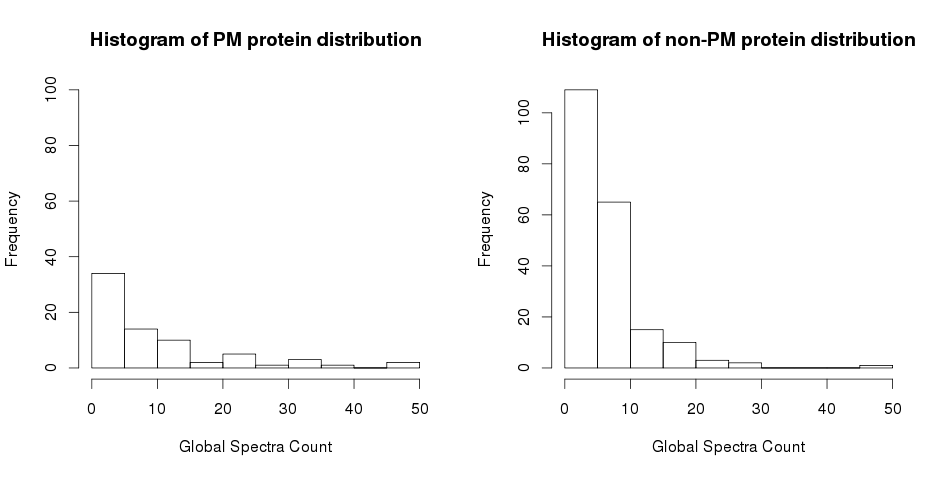 Histogram of PM protein distribution
Frequency
0 20 40 60 80 100
0 10 20 30 40 50
Global Spectra Count
Histogram of non-PM protein distribution
Frequency
0 20 40 60 80 100
0 10 20 30 40 50
Global Spectra Count